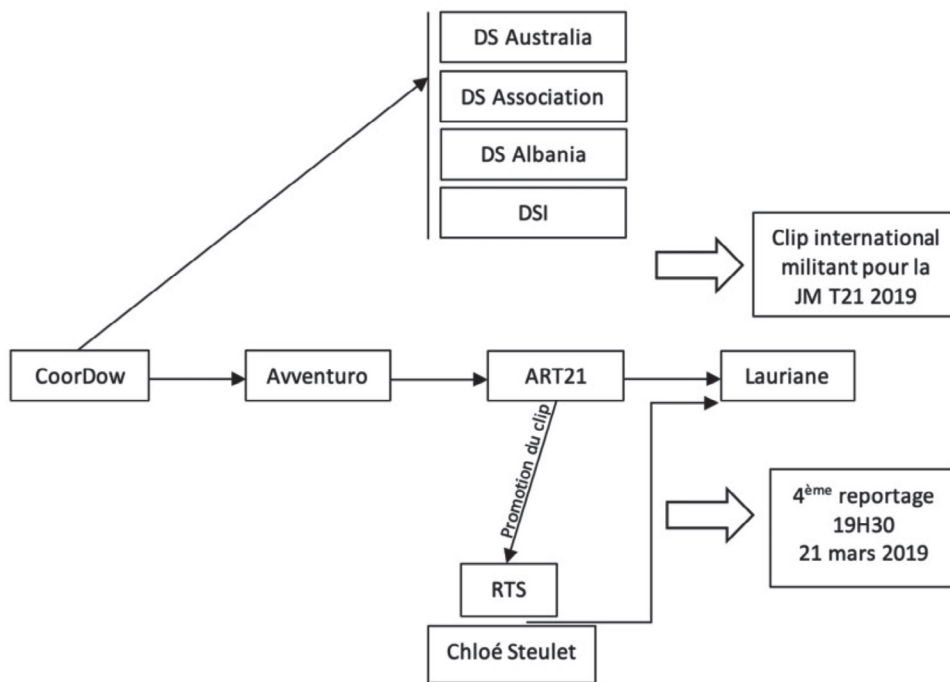 DS Australia
DS Association
DS Albania
DSI
Clip international
militant pour la
JM T21 2019
CoorDow
Avventuro
ART21
Lauriane
Promotion du clip
4ème reportage
19H30
21 mars 2019
RTS
Chloé Steulet